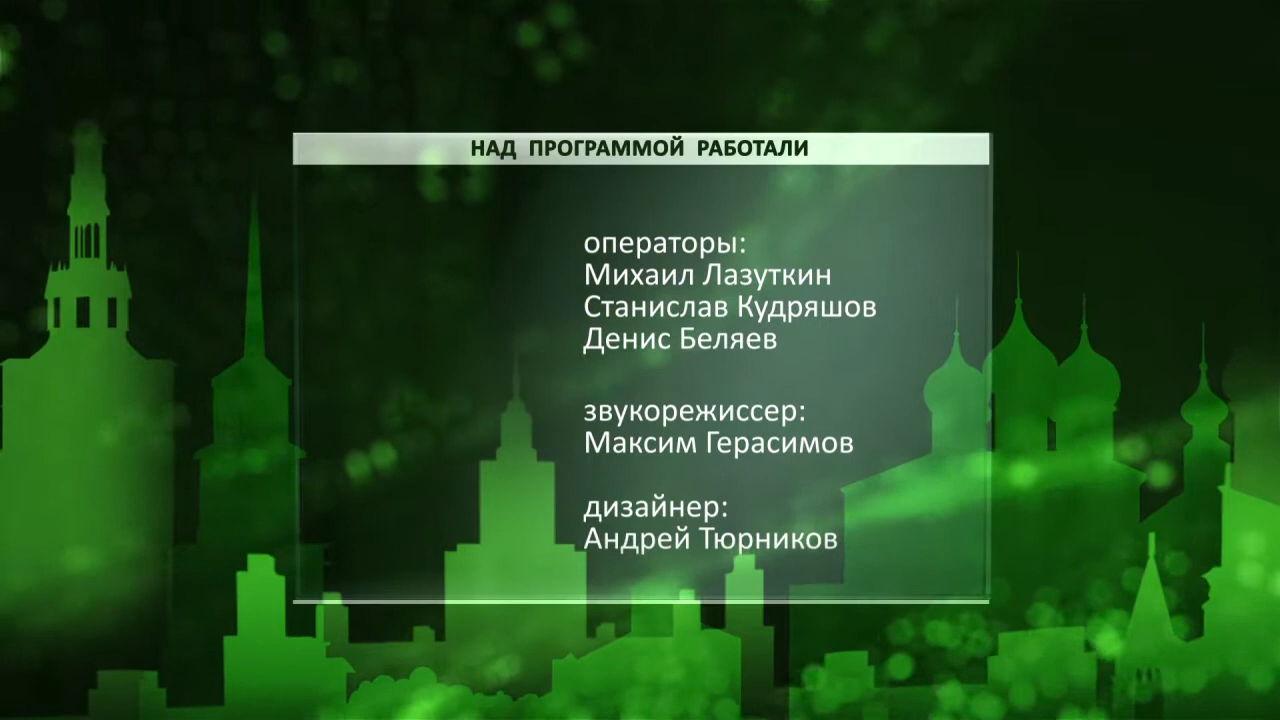 НАД ПРОГРАММОЙ РАБОТАЛИ
операторы:
Михаил Лазуткин
Станислав Кудряшов
Денис Беляев
звукорежиссер:
Максим Герасимов
дизайнер:
Андрей Тюрников